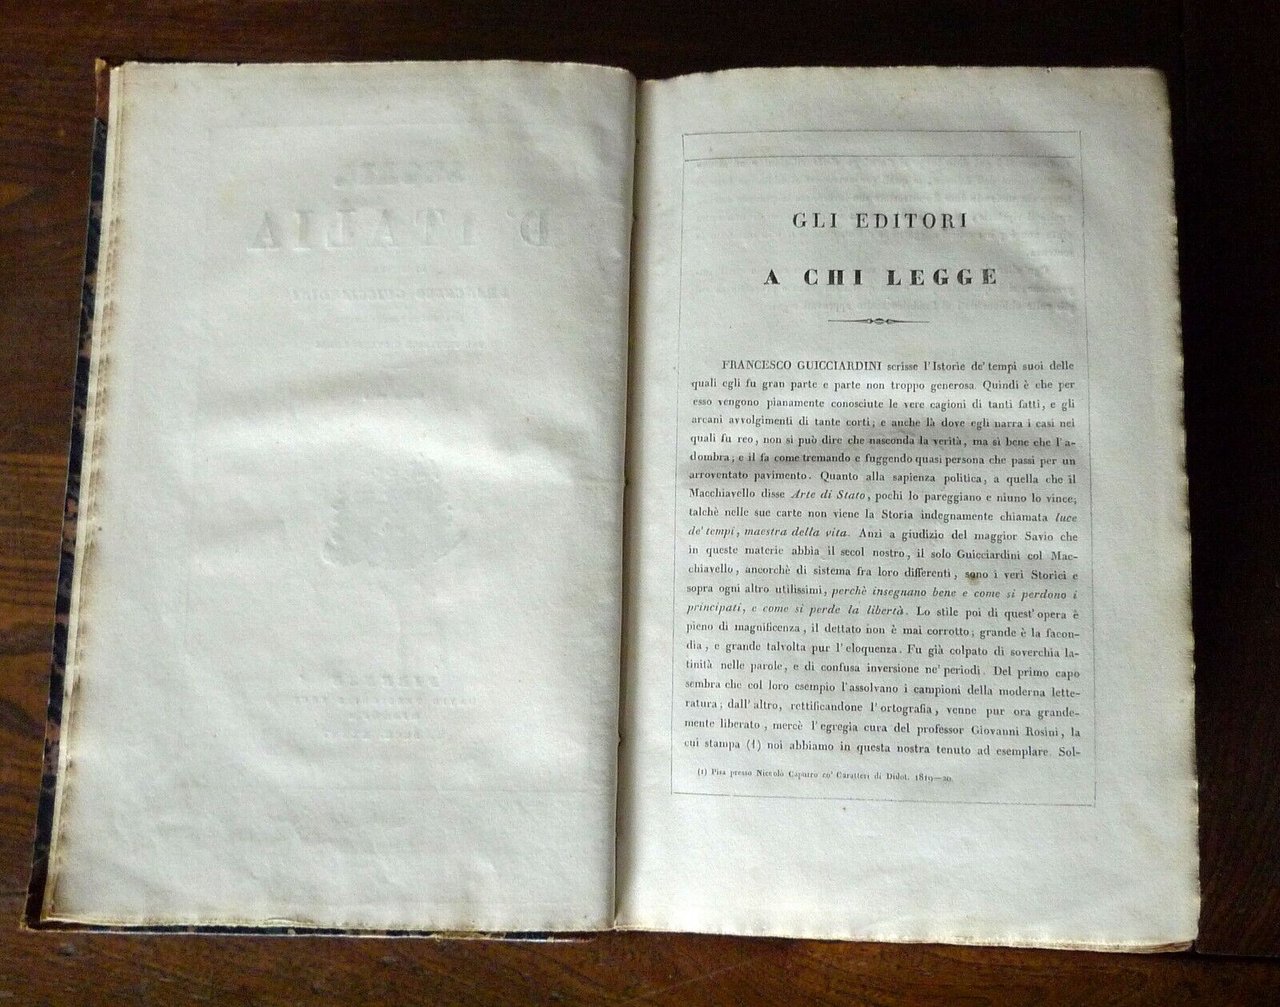 GLI EDITORI
A CHI LEGGE
FRANCESCO GUICCIARDINI scrisse l'Istorie de' tempi suoi delle
quali egli fu gran parte e parte non troppo generosa. Quindi è che per
esso vengono pianamente conosciute le vere cagioni di tanti fatti, e gli
arcani avvolgimenti di tante corti; e anche là dove egli narra i casi nei
quali fu reo, non si può dire che nasconda la verità, ma sì bene che l'a-
dombra; e il fa come tremando e fuggendo quasi persona che passi per un
arroventato pavimento. Quanto alla sapienza politica, a quella che il
Macchiavello disse Arte di Stato, pochi lo pareggiano e niuno lo vince;
talchè nelle sue carte non viene la Storia indegnamente chiamata luce
de' tempi, maestra della vita. Anzi a giudizio del maggior Savio che
in queste materie abbia il secol nostro, il solo Guicciardini col Mac-
chiavello, ancorchè di sistema fra loro differenti, sono i veri Storici e
sopra ogni altro utilissimi, perchè insegnano bene e come si perdono i
principati, e come si perde la libertà. Lo stile poi di quest' opera è
pieno di magnificenza, il dettato non è mai corrotto; grande è la facon-
dia, e grande talvolta pur l'eloquenza. Fu già colpato di soverchia la-
tinità nelle parole, e di confusa inversione ne' periodi. Del primo capo
sembra che col loro esempio l'assolvano i campioni della moderna lette-
ratura; dall' altro, rettificandone l'ortografia, venne pur ora grande-
mente liberato, mercè l'egregia cura del professor Giovanni Rosini, la
cui stampa (1) noi abbiamo in questa nostra tenuto ad esemplare. Sol-
(1) Pisa presso Niccolò Capurro co' Caratteri di Didot. 1819—20.